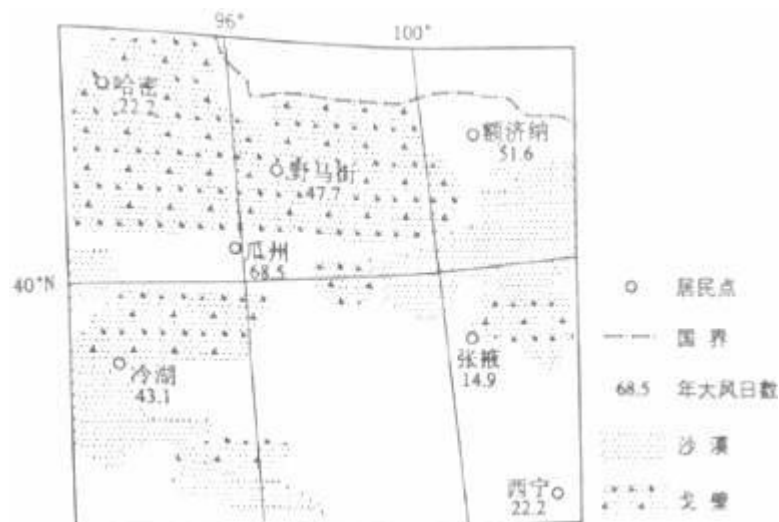 96°
100°
哈密
22.2
额济纳
51.6
野马街
47.7
瓜州
68.5
40°N
居民点
国界
冷湖
43.1
张掖
14.9
68.5 年大风日数
沙漠
戈壁
西宁
22.2